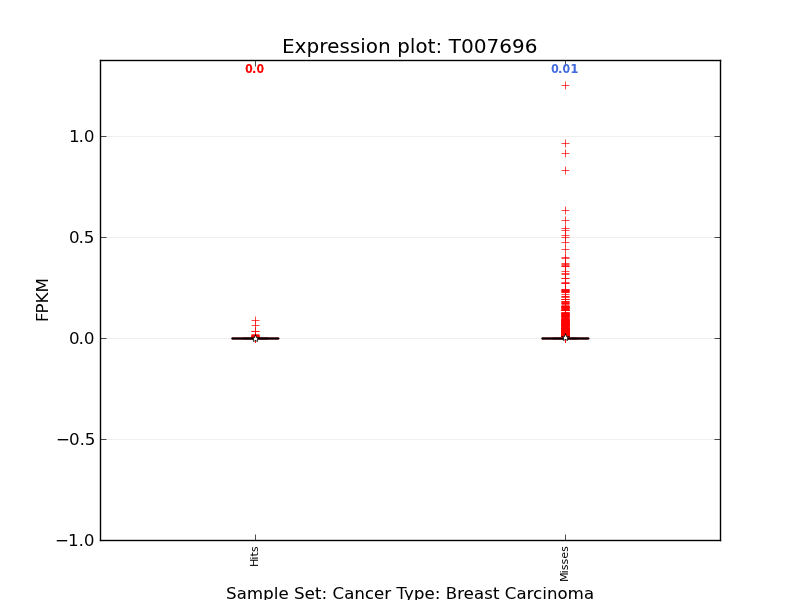 Expression plot: T007696
0.0
0.01
1.0
0.5
0.0
−0.5
−1.0
FPKM
Hits
Misses
Sample Set: Cancer Type: Breast Carcinoma